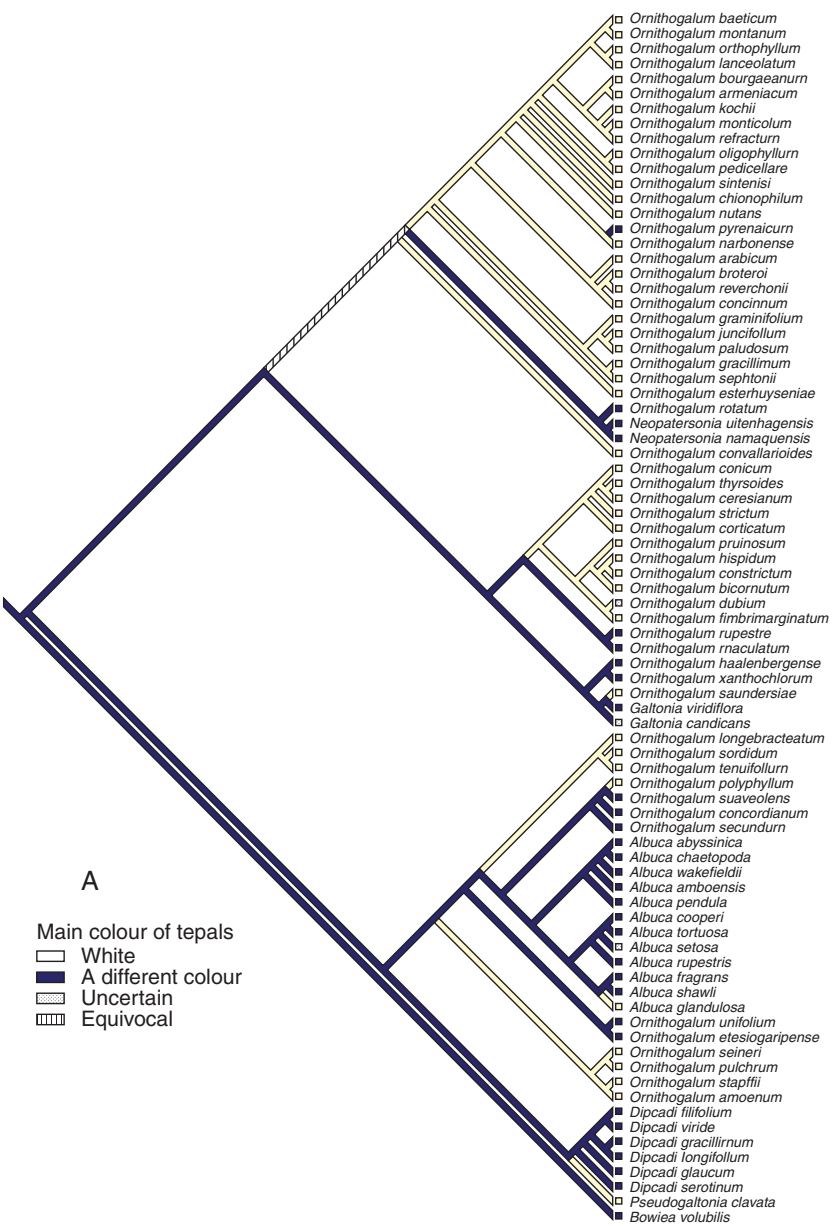 Ornithogalum baeticum
Ornithogalum montanum
Ornithogalum orthophyllum
Ornithogalum lanceolatum
Ornithogalum bourgaeanurn
Ornithogalum armeniacum
Ornithogalum kochii
Ornithogalum monticolum
Ornithogalum refracturn
Ornithogalum oligophyllurn
Ornithogalum pedicellare
Ornithogalum sintenisi
Ornithogalum chionophilum
Ornithogalum nutans
Ornithogalum pyrenaicurn
Ornithogalum narbonense
Ornithogalum arabicum
Ornithogalum broteroi
Ornithogalum reverchonii
Ornithogalum concinnum
Ornithogalum graminifolium
Ornithogalum juncifollum
Ornithogalum paludosum
Ornithogalum gracillimum
Ornithogalum sephtonii
Ornithogalum esterhuyseniae
Ornithogalum rotatum
Neopatersonia uitenhagensis
Neopatersonia namaquensis
Ornithogalum convallarioides
Ornithogalum conicum
Ornithogalum thyrsoides
Ornithogalum ceresianum
Ornithogalum strictum
Ornithogalum corticatum
Ornithogalum pruinosum
Ornithogalum hispidum
Ornithogalum constrictum
Ornithogalum bicornutum
Ornithogalum dubium
Ornithogalum fimbrimarginatum
Ornithogalum rupestre
Ornithogalum rnaculatum
Ornithogalum haalenbergense
Ornithogalum xanthochlorum
Ornithogalum saundersiae
Galtonia viridiflora
Galtonia candicans
Ornithogalum longebracteatum
Ornithogalum sordidum
Ornithogalum tenuifollurn
Ornithogalum polyphyllum
Ornithogalum suaveolens
Ornithogalum concordianum
Ornithogalum secundurn
Albuca abyssinica
Albuca chaetopoda
Albuca wakefieldii
Albuca amboensis
Albuca pendula
Albuca cooperi
Albuca tortuosa
Albuca setosa
Albuca rupestris
Albuca fragrans
Albuca shawli
Albuca glandulosa
Ornithogalum unifolium
Ornithogalum etesiogaripense
Ornithogalum seineri
Ornithogalum pulchrum
Ornithogalum stapffii
Ornithogalum amoenum
Dipcadi filifolium
Dipcadi viride
Dipcadi gracillirnum
Dipcadi longifollum
Dipcadi glaucum
Dipcadi serotinum
Pseudogaltonia clavata
Bowiea volubilis
A
Main colour of tepals
White
A different colour
Uncertain
Equivocal